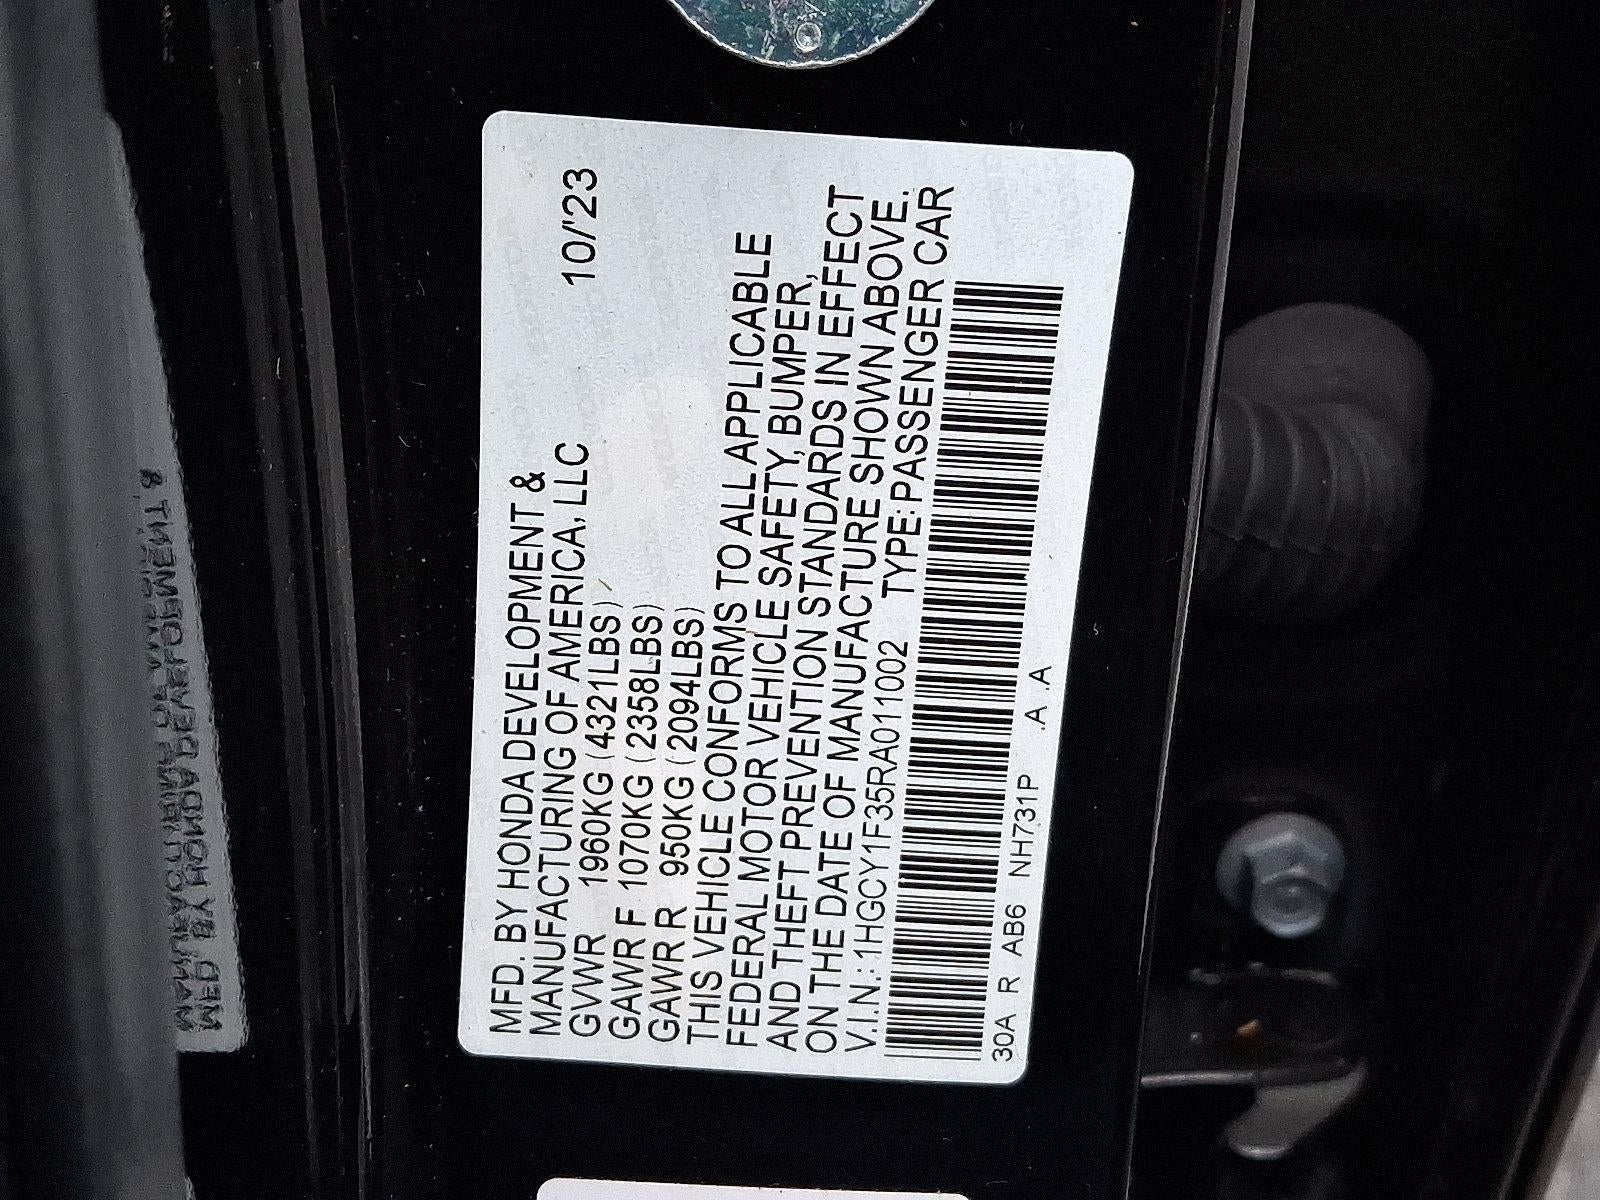 MFD. BY HONDA DEVELOPMENT &
MANUFACTURING OF AMERICA, LLC 10/'23
GVWR 1960KG (4321LBS)
GAWR F 1070KG (2358LBS)
GAWR R 950KG (2094LBS)
THIS VEHICLE CONFORMS TO ALL APPLICABLE
FEDERAL MOTOR VEHICLE SAFETY, BUMPER,
AND THEFT PREVENTION STANDARDS IN EFFECT
ON THE DATE OF MANUFACTURE SHOWN ABOVE.
V.I.N.: 1HGCY1F35RA011002 TYPE: PASSENGER CAR
30A R AB6 NH731P .A .A